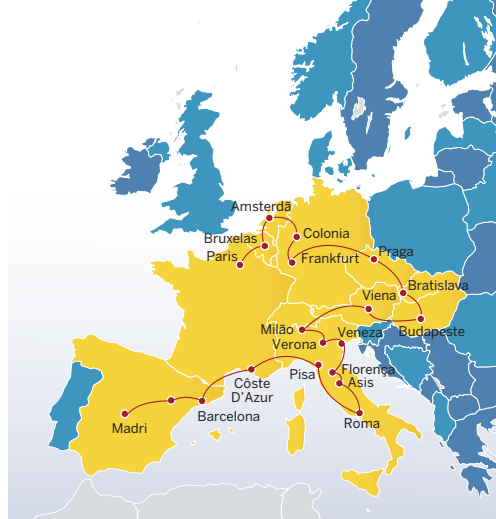 Amsterdã
Colonia
Bruxelas
Paris
Frankfurt
Praga
Bratislava
Viena
Milão
Veneza
Budapeste
Verona
Florença
Pisa
Asis
Côste
D'Azur
Barcelona
Madri
Roma